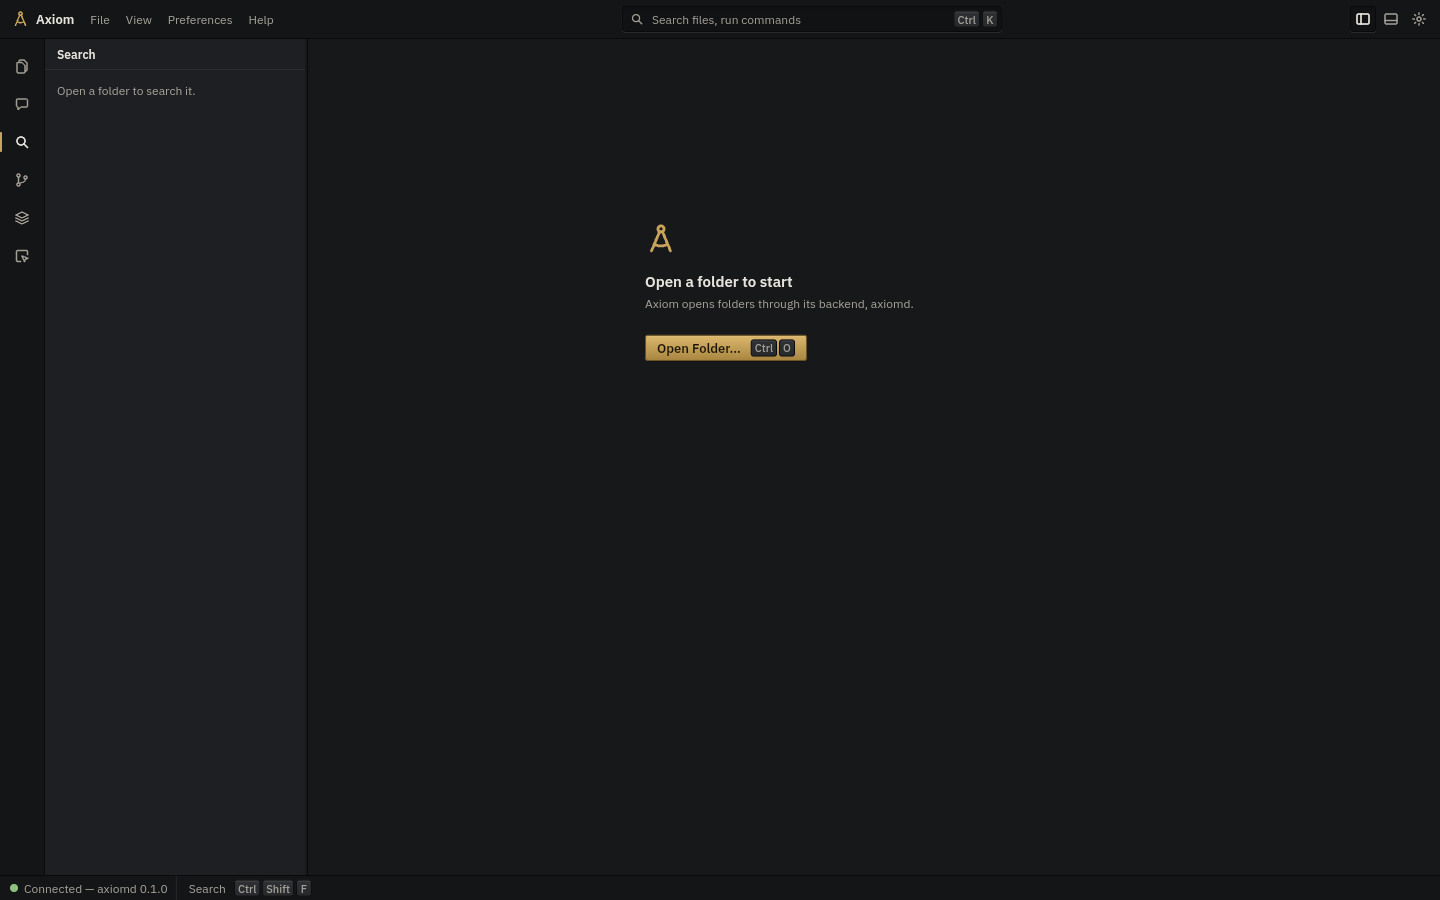 Axiom File View Preferences Help
Search files, run commands Ctrl K
Search
Open a folder to search it.
Open a folder to start
Axiom opens folders through its backend, axiomd.
Open Folder... Ctrl O
Connected — axiomd 0.1.0 Search Ctrl Shift F